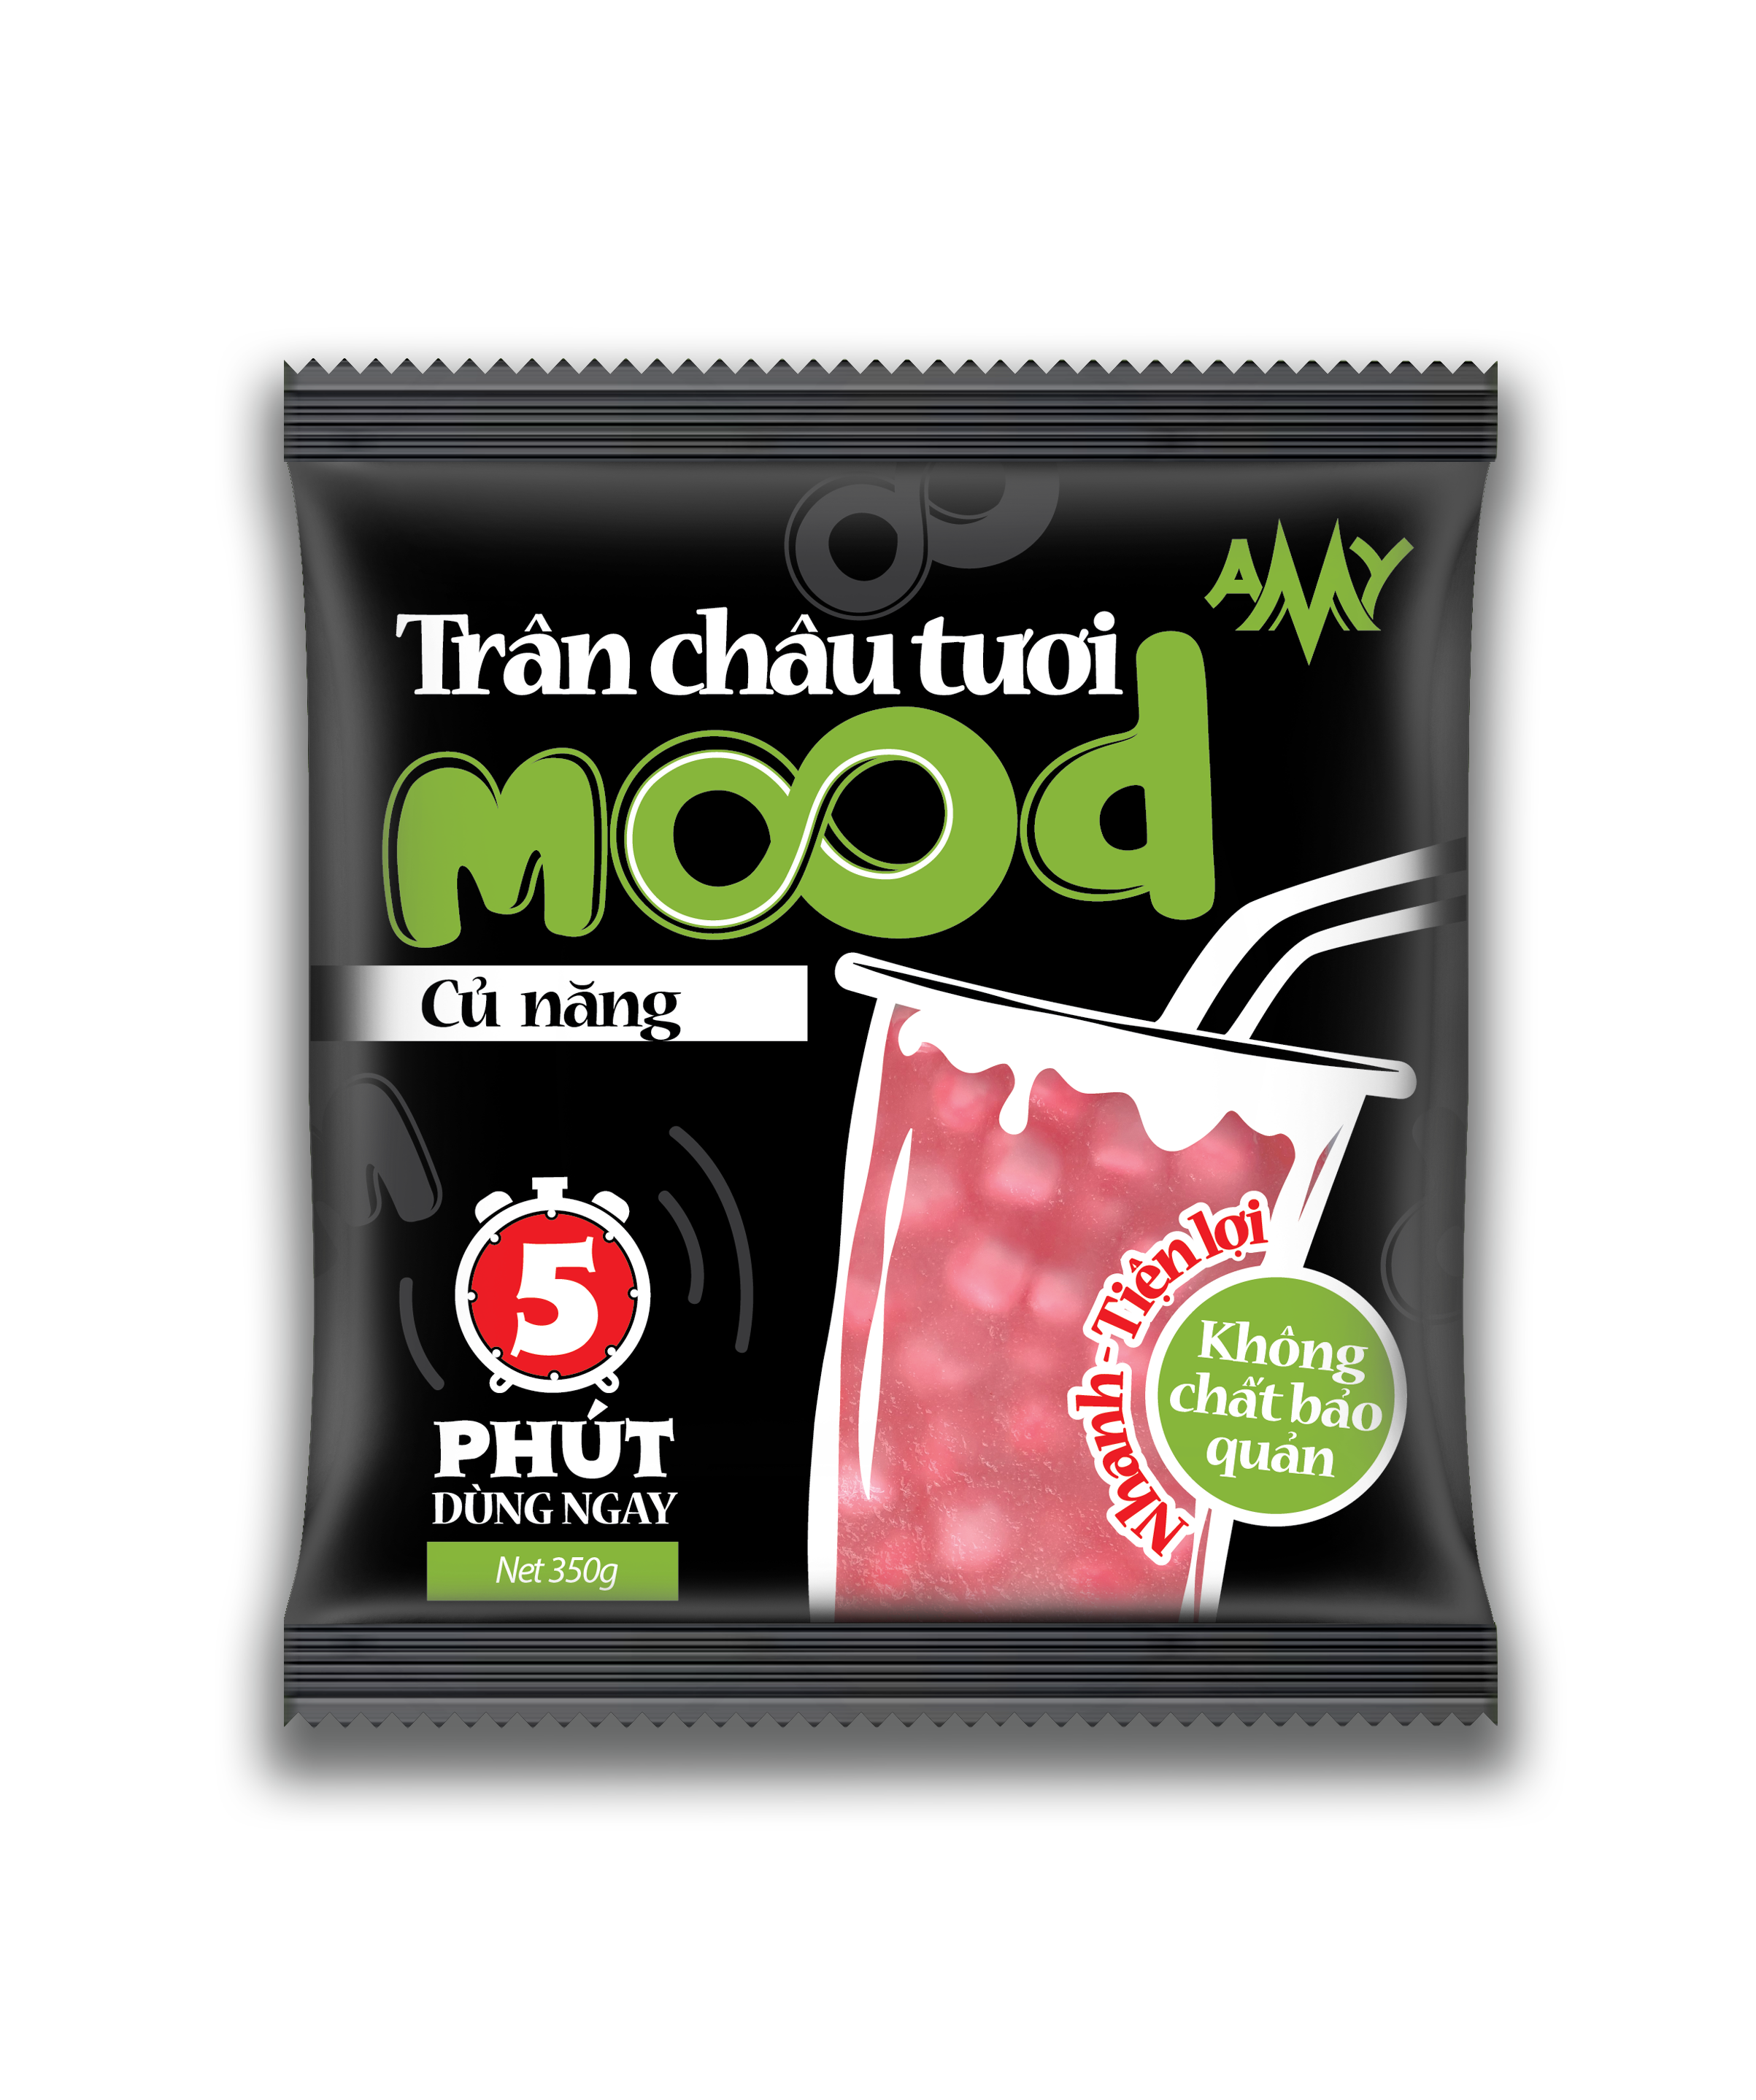 AMY
Trân châu tươi
mood
Củ năng
5
PHÚT
DÙNG NGAY
Net 350g
Nhanh - Tiện lợi
Không
chất bảo
quản